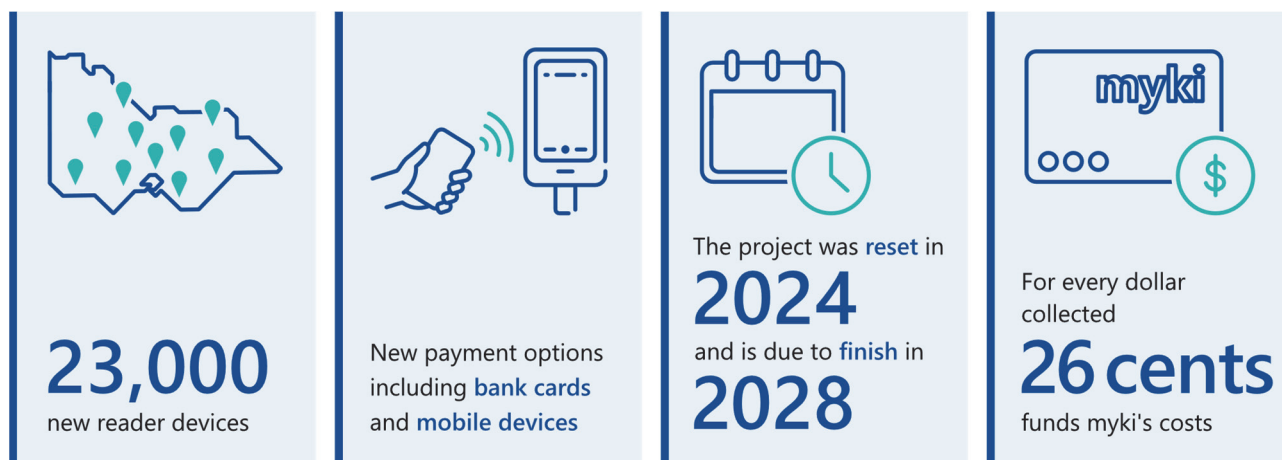 23,000
new reader devices
New payment options
including bank cards
and mobile devices
The project was reset in
2024
and is due to finish in
2028
myki
$
For every dollar
collected
26 cents
funds myki's costs